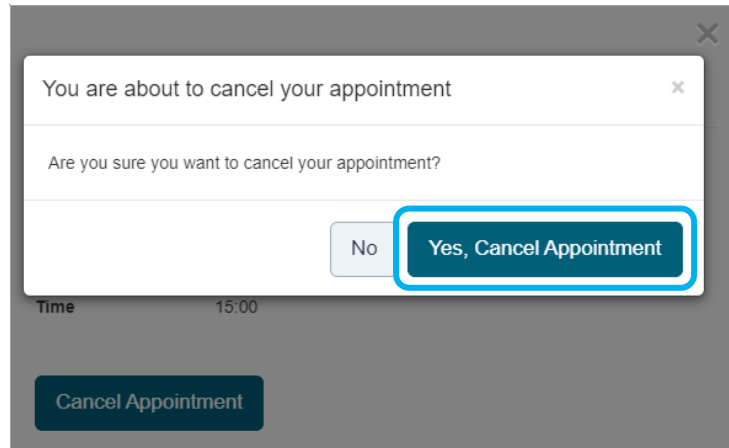 You are about to cancel your appointment
Are you sure you want to cancel your appointment?
No
Yes, Cancel Appointment
Time 15:00
Cancel Appointment